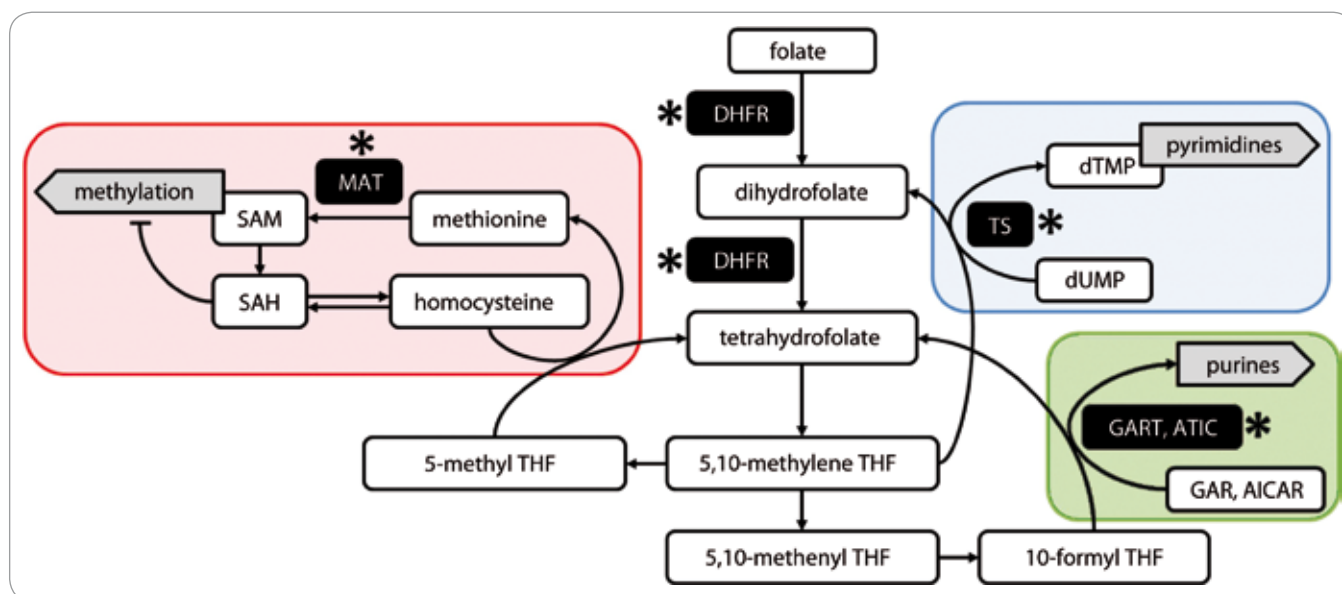 folate
* DHFR
dihydrofolate
* DHFR
tetrahydrofolate
5,10-methylene THF
5-methyl THF
5,10-methenyl THF
10-formyl THF
*
MAT
methylation
SAM
methionine
SAH
homocysteine
pyrimidines
dTMP
TS *
dUMP
purines
GART, ATIC *
GAR, AICAR